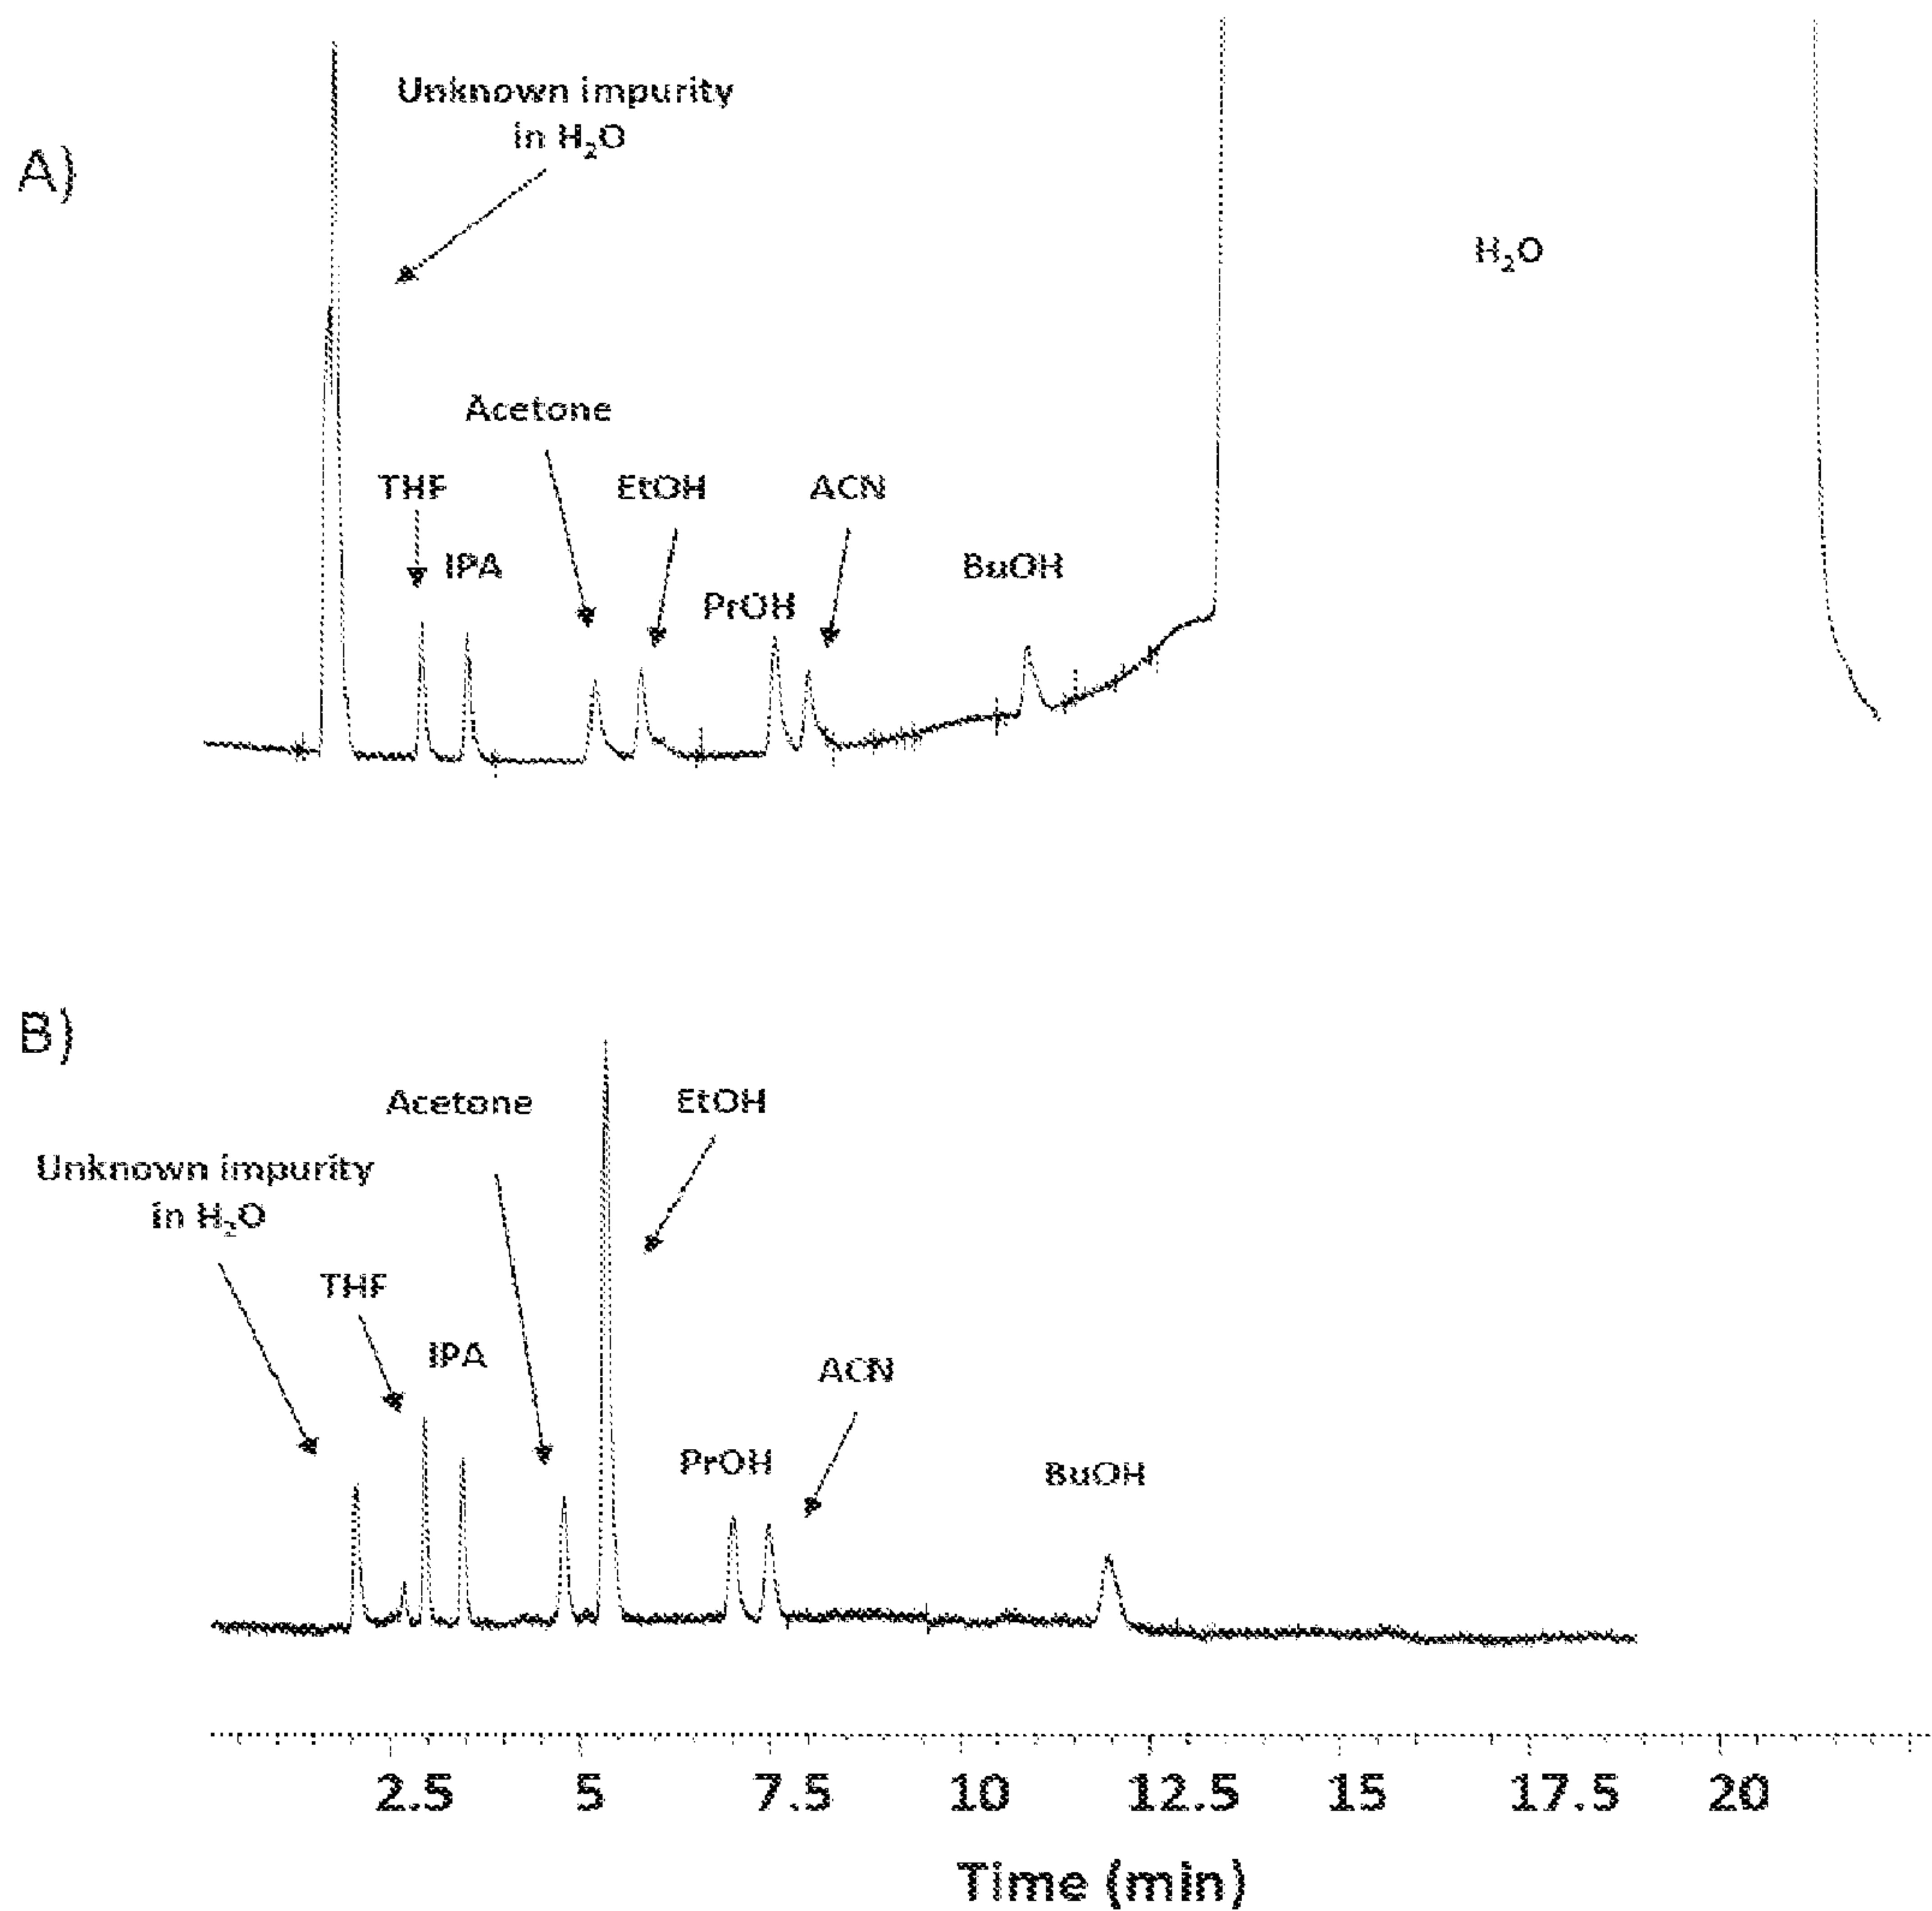 A)
Unknown impurity
in H₂O
H₂O
Acetone
THF
EtOH
ACN
IPA
BuOH
PrOH
B)
Acetone
EtOH
Unknown impurity
in H₂O
THF
IPA
ACN
PrOH
BuOH
2.5 5 7.5 10 12.5 15 17.5 20
Time (min)